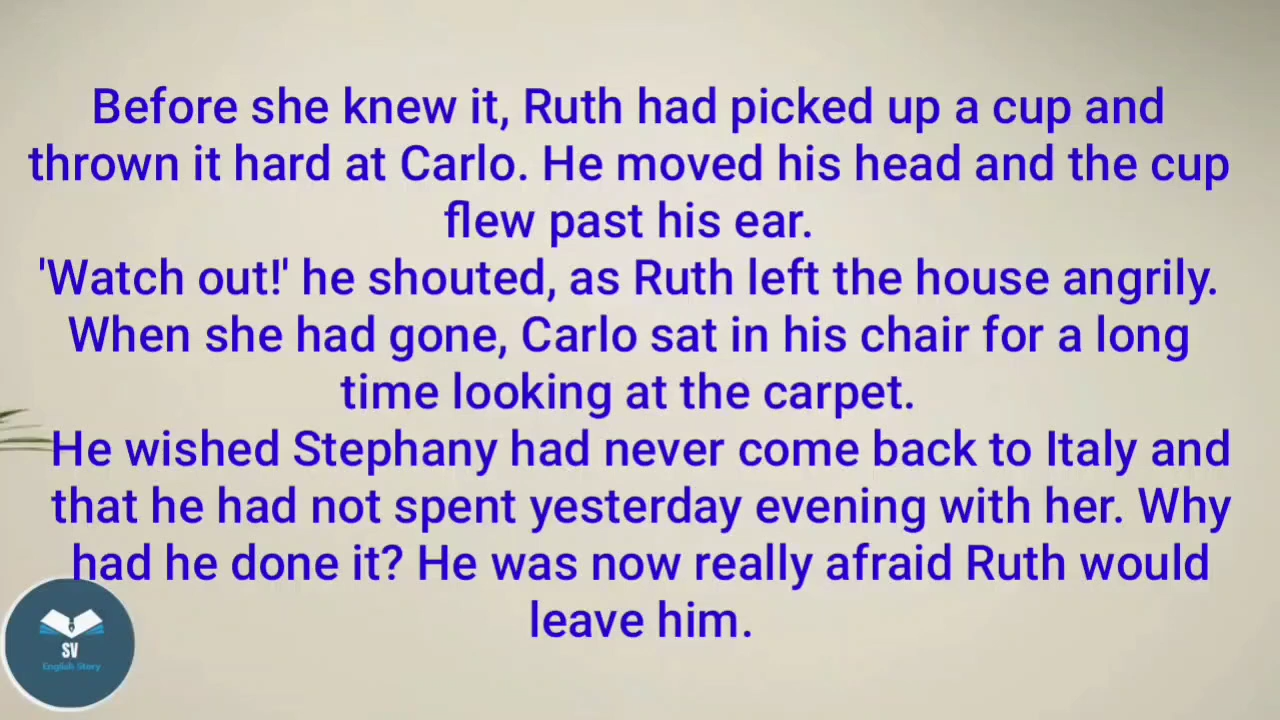 Before she knew it, Ruth had picked up a cup and
thrown it hard at Carlo. He moved his head and the cup
flew past his ear.
'Watch out!' he shouted, as Ruth left the house angrily.
When she had gone, Carlo sat in his chair for a long
time looking at the carpet.
He wished Stephany had never come back to Italy and
that he had not spent yesterday evening with her. Why
had he done it? He was now really afraid Ruth would
leave him.
SV
English Story